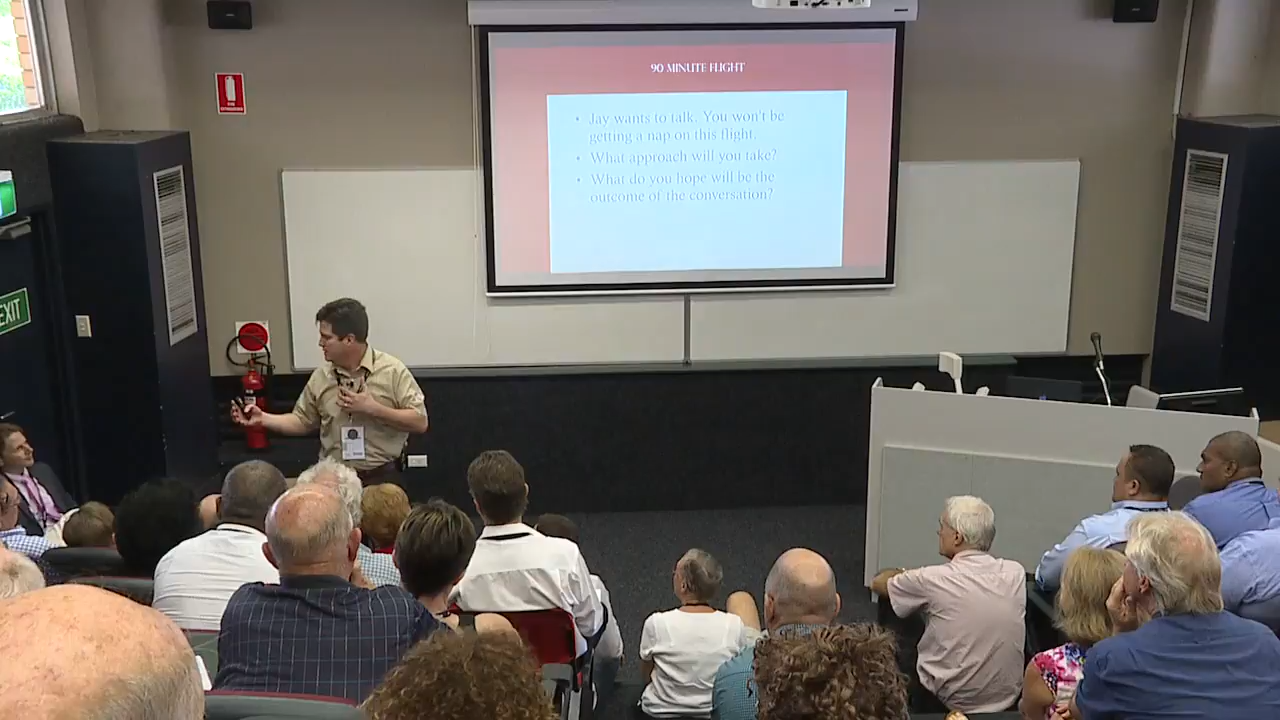 90 MINUTE FLIGHT
• Jay wants to talk. You won't be
getting a nap on this flight.
• What approach will you take?
• What do you hope will be the
outcome of the conversation?
EXIT